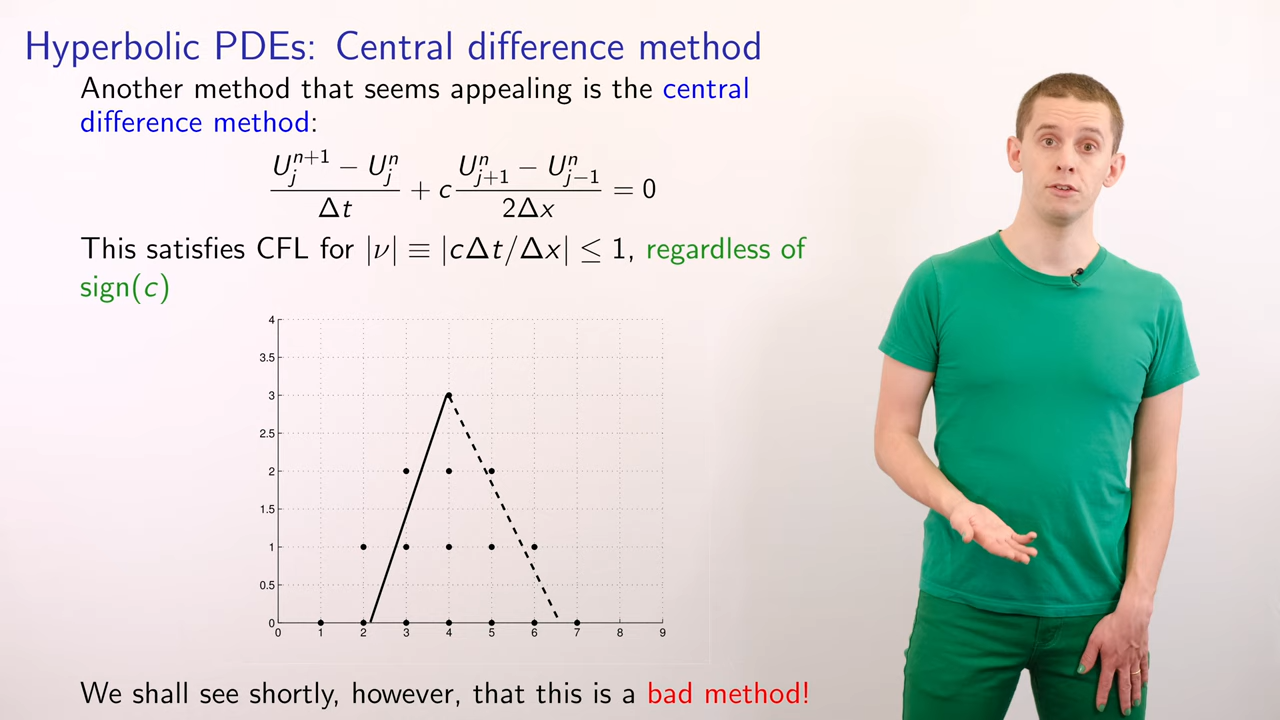 Hyperbolic PDEs: Central difference method
Another method that seems appealing is the central
difference method:
\frac{U_j^{n+1} − U_j^n}{Δt} + c \frac{U_{j+1}^n − U_{j−1}^n}{2Δx} = 0
This satisfies CFL for |ν| ≡ |cΔt/Δx| ≤ 1, regardless of
sign(c)
4
3.5
3
2.5
2
1.5
1
0.5
0
0 1 2 3 4 5 6 7 8 9
We shall see shortly, however, that this is a bad method!